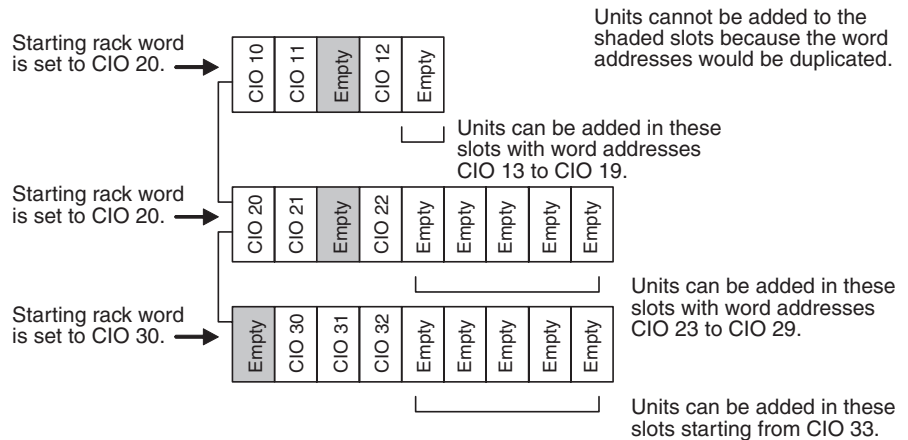 Units cannot be added to the
shaded slots because the word
addresses would be duplicated.
Starting rack word
is set to CIO 20.
CIO 10
CIO 11
Empty
CIO 12
Empty
Units can be added in these
slots with word addresses
CIO 13 to CIO 19.
Starting rack word
is set to CIO 20.
CIO 20
CIO 21
Empty
CIO 22
Empty
Empty
Empty
Empty
Empty
Units can be added in these
slots with word addresses
CIO 23 to CIO 29.
Starting rack word
is set to CIO 30.
Empty
CIO 30
CIO 31
CIO 32
Empty
Empty
Empty
Empty
Empty
Units can be added in these
slots starting from CIO 33.